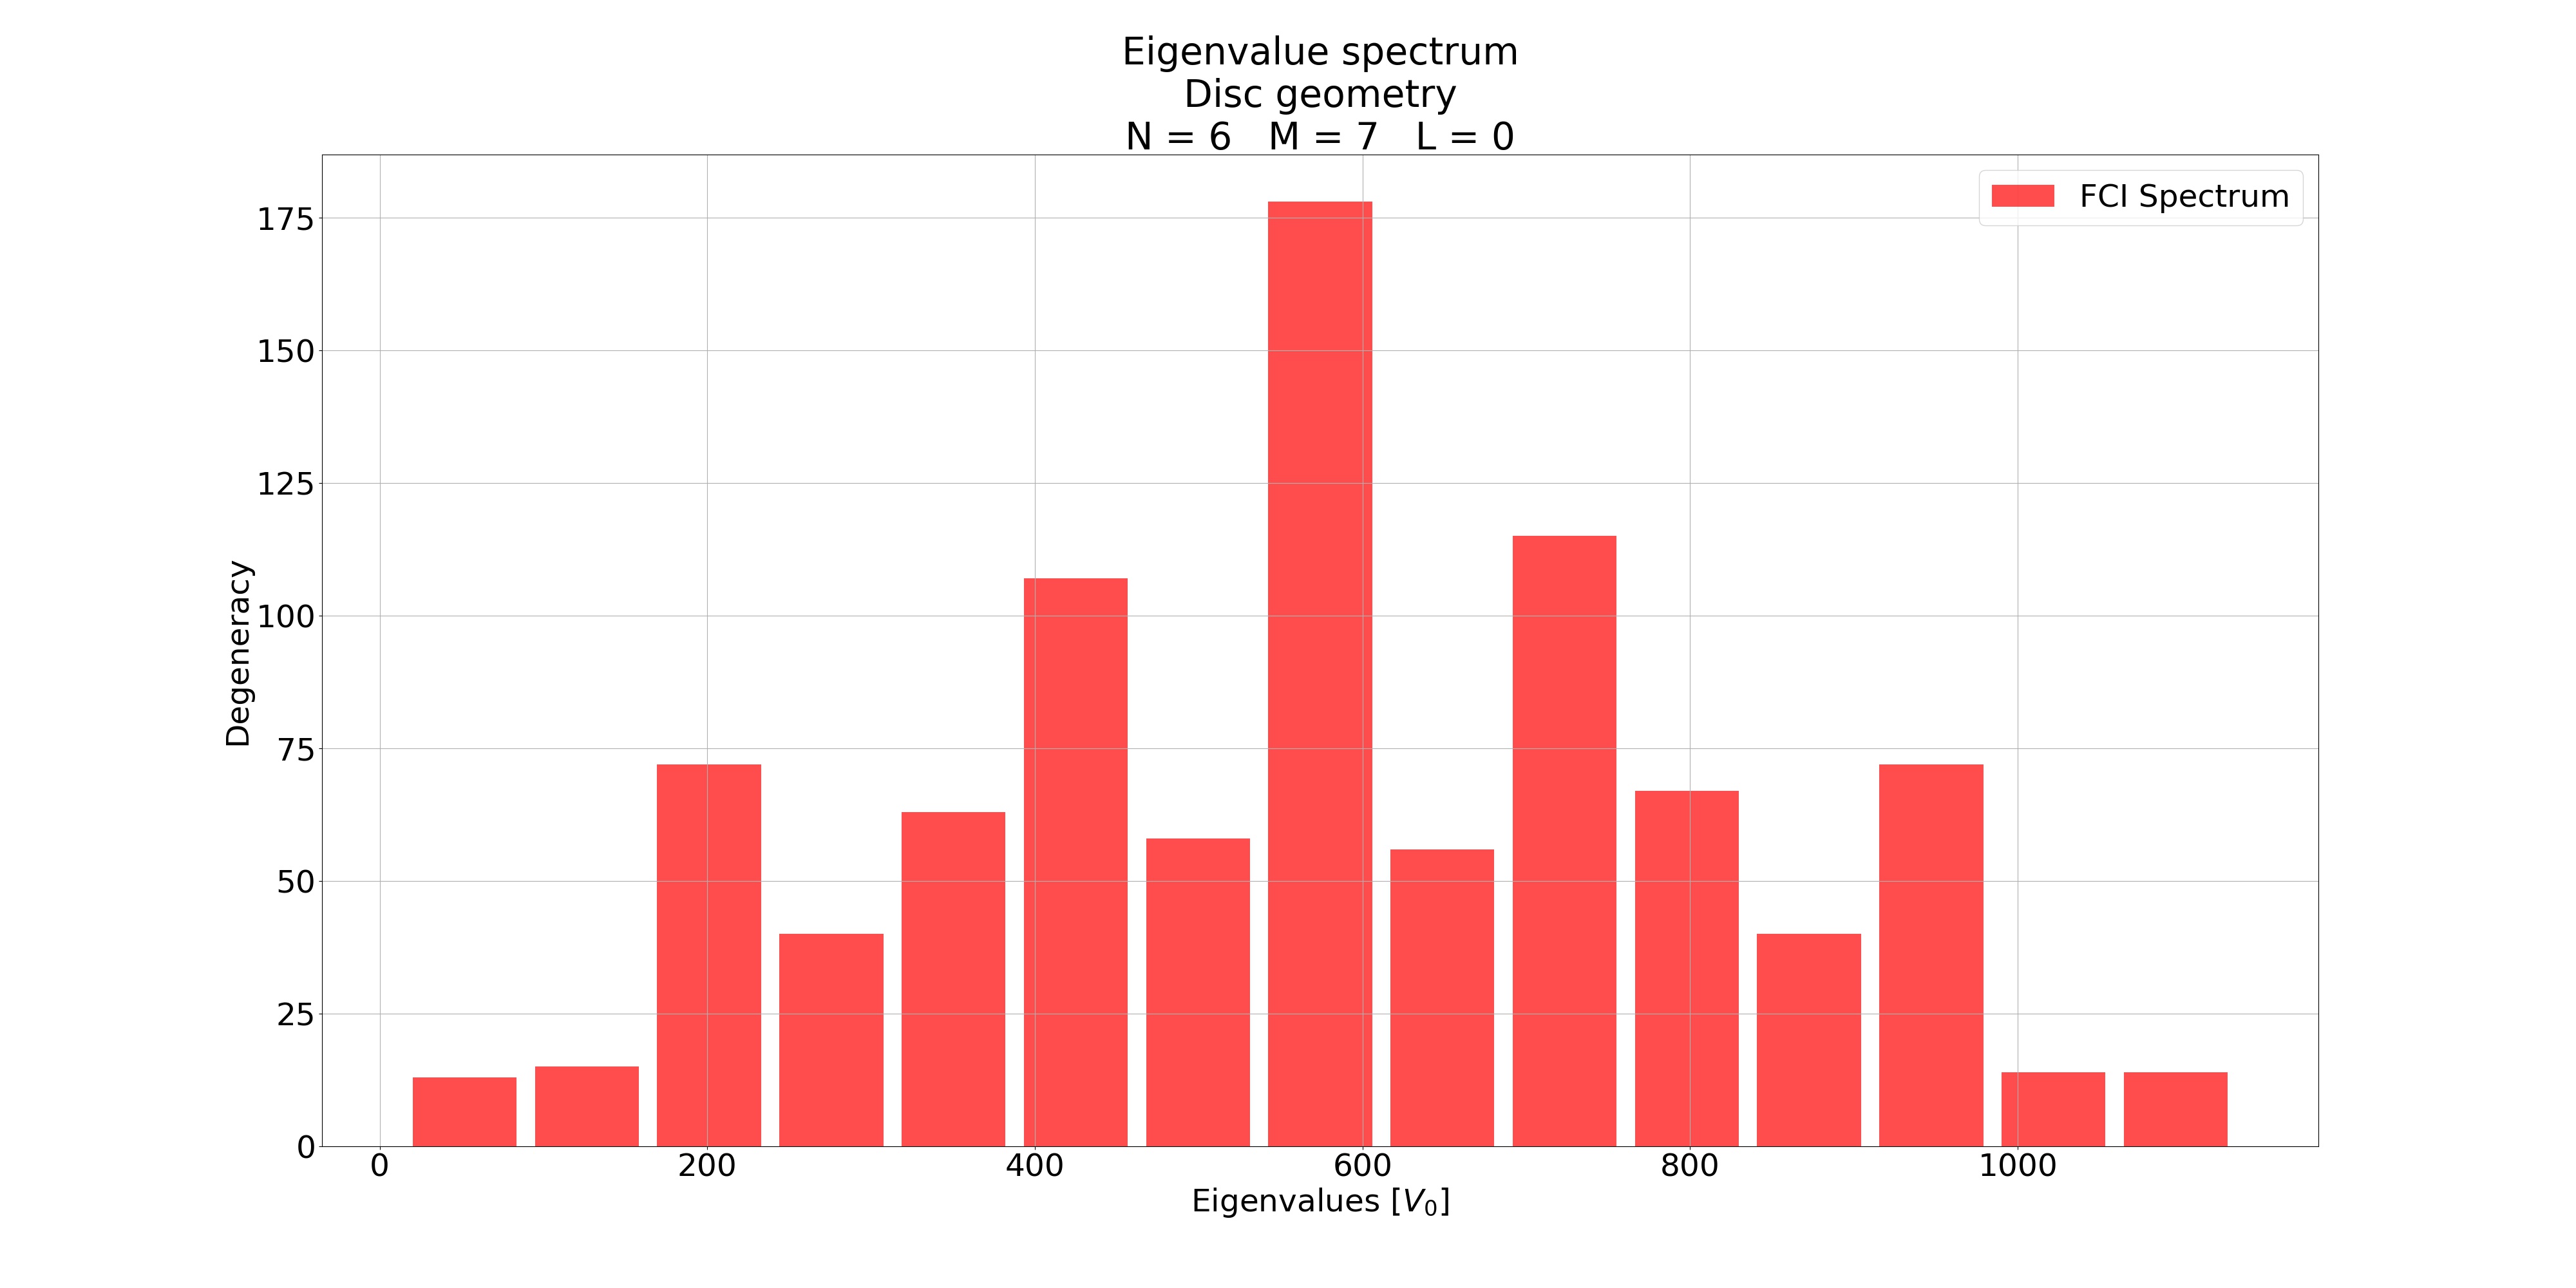 Eigenvalue spectrum
Disc geometry
N = 6   M = 7   L = 0
FCI Spectrum
175
150
125
100
75
50
25
0
Degeneracy
0 200 400 600 800 1000
Eigenvalues [V₀]